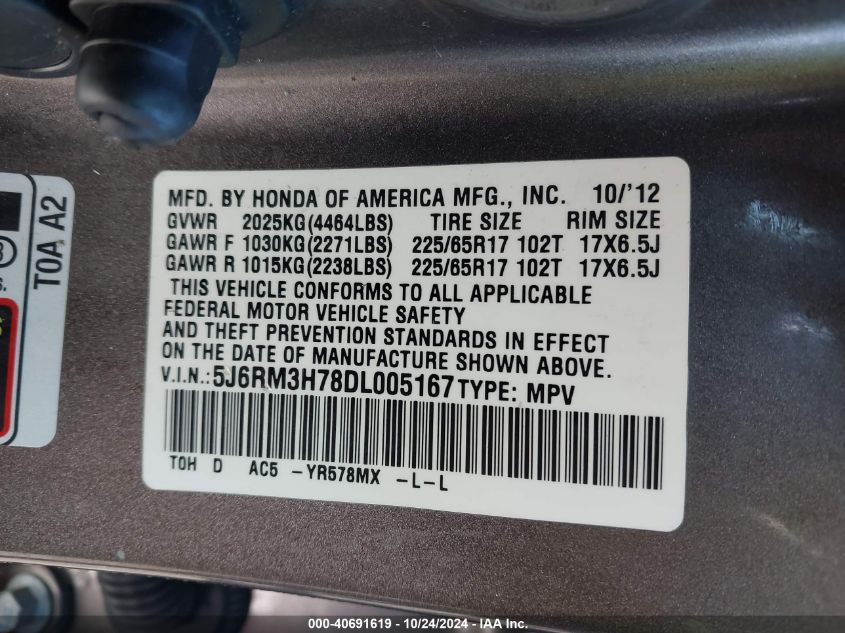 MFD. BY HONDA OF AMERICA MFG., INC. 10/'12
GVWR 2025KG(4464LBS) TIRE SIZE RIM SIZE
GAWR F 1030KG(2271LBS) 225/65R17 102T 17X6.5J
GAWR R 1015KG(2238LBS) 225/65R17 102T 17X6.5J
THIS VEHICLE CONFORMS TO ALL APPLICABLE
FEDERAL MOTOR VEHICLE SAFETY
AND THEFT PREVENTION STANDARDS IN EFFECT
ON THE DATE OF MANUFACTURE SHOWN ABOVE.
V.I.N.: 5J6RM3H78DL005167 TYPE: MPV
TOH D AC5 -YR578MX -L-L
TOA A2
000-40691619 - 10/24/2024 - IAA Inc.